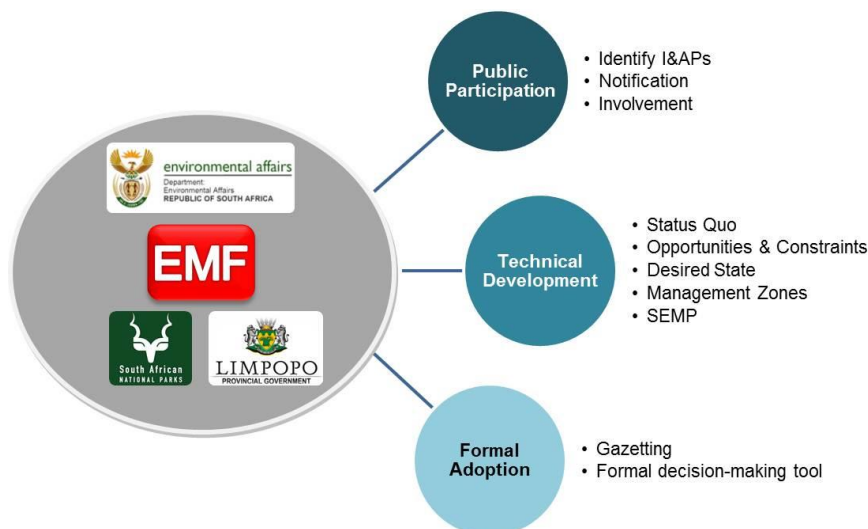 environmental affairs
Department:
Environmental Affairs
REPUBLIC OF SOUTH AFRICA
EMF
South African
NATIONAL PARKS
LIMPOPO
PROVINCIAL GOVERNMENT
Public
Participation
• Identify I&APs
• Notification
• Involvement
Technical
Development
• Status Quo
• Opportunities & Constraints
• Desired State
• Management Zones
• SEMP
Formal
Adoption
• Gazetting
• Formal decision-making tool